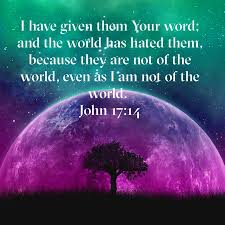 I have given them Your word;
and the world has hated them,
because they are not of the
world, even as I am not of the
world.
John 17:14